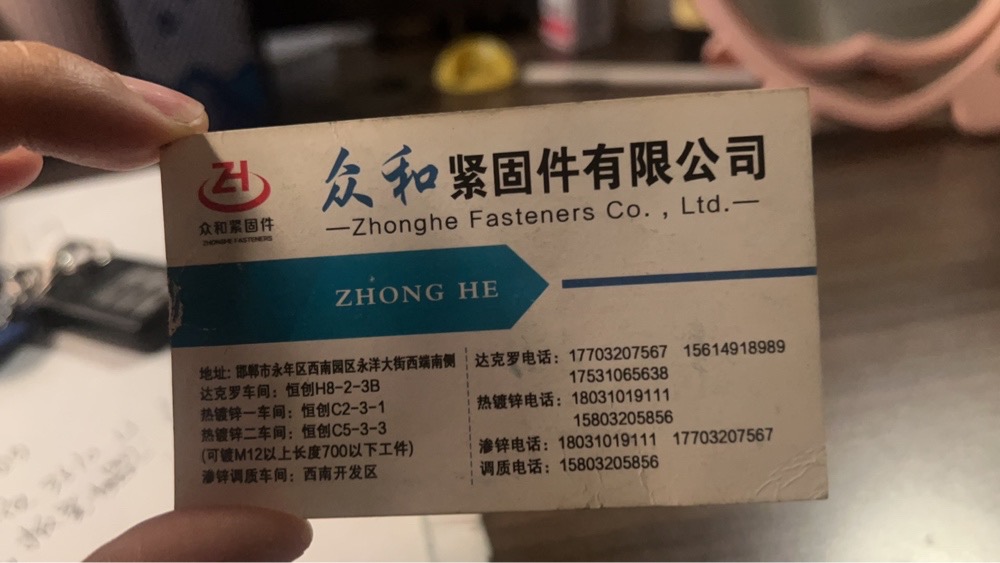 ZH
众和紧固件
ZHONGHE FASTENERS
众和紧固件有限公司
—Zhonghe Fasteners Co. , Ltd.—
ZHONG HE
地址: 邯郸市永年区西南园区永洋大街西端南侧
达克罗车间: 恒创H8-2-3B
热镀锌一车间: 恒创C2-3-1
热镀锌二车间: 恒创C5-3-3
(可镀M12以上长度700以下工件)
渗锌调质车间: 西南开发区
达克罗电话: 17703207567 15614918989
17531065638
热镀锌电话: 18031019111
15803205856
渗锌电话: 18031019111 17703207567
调质电话: 15803205856